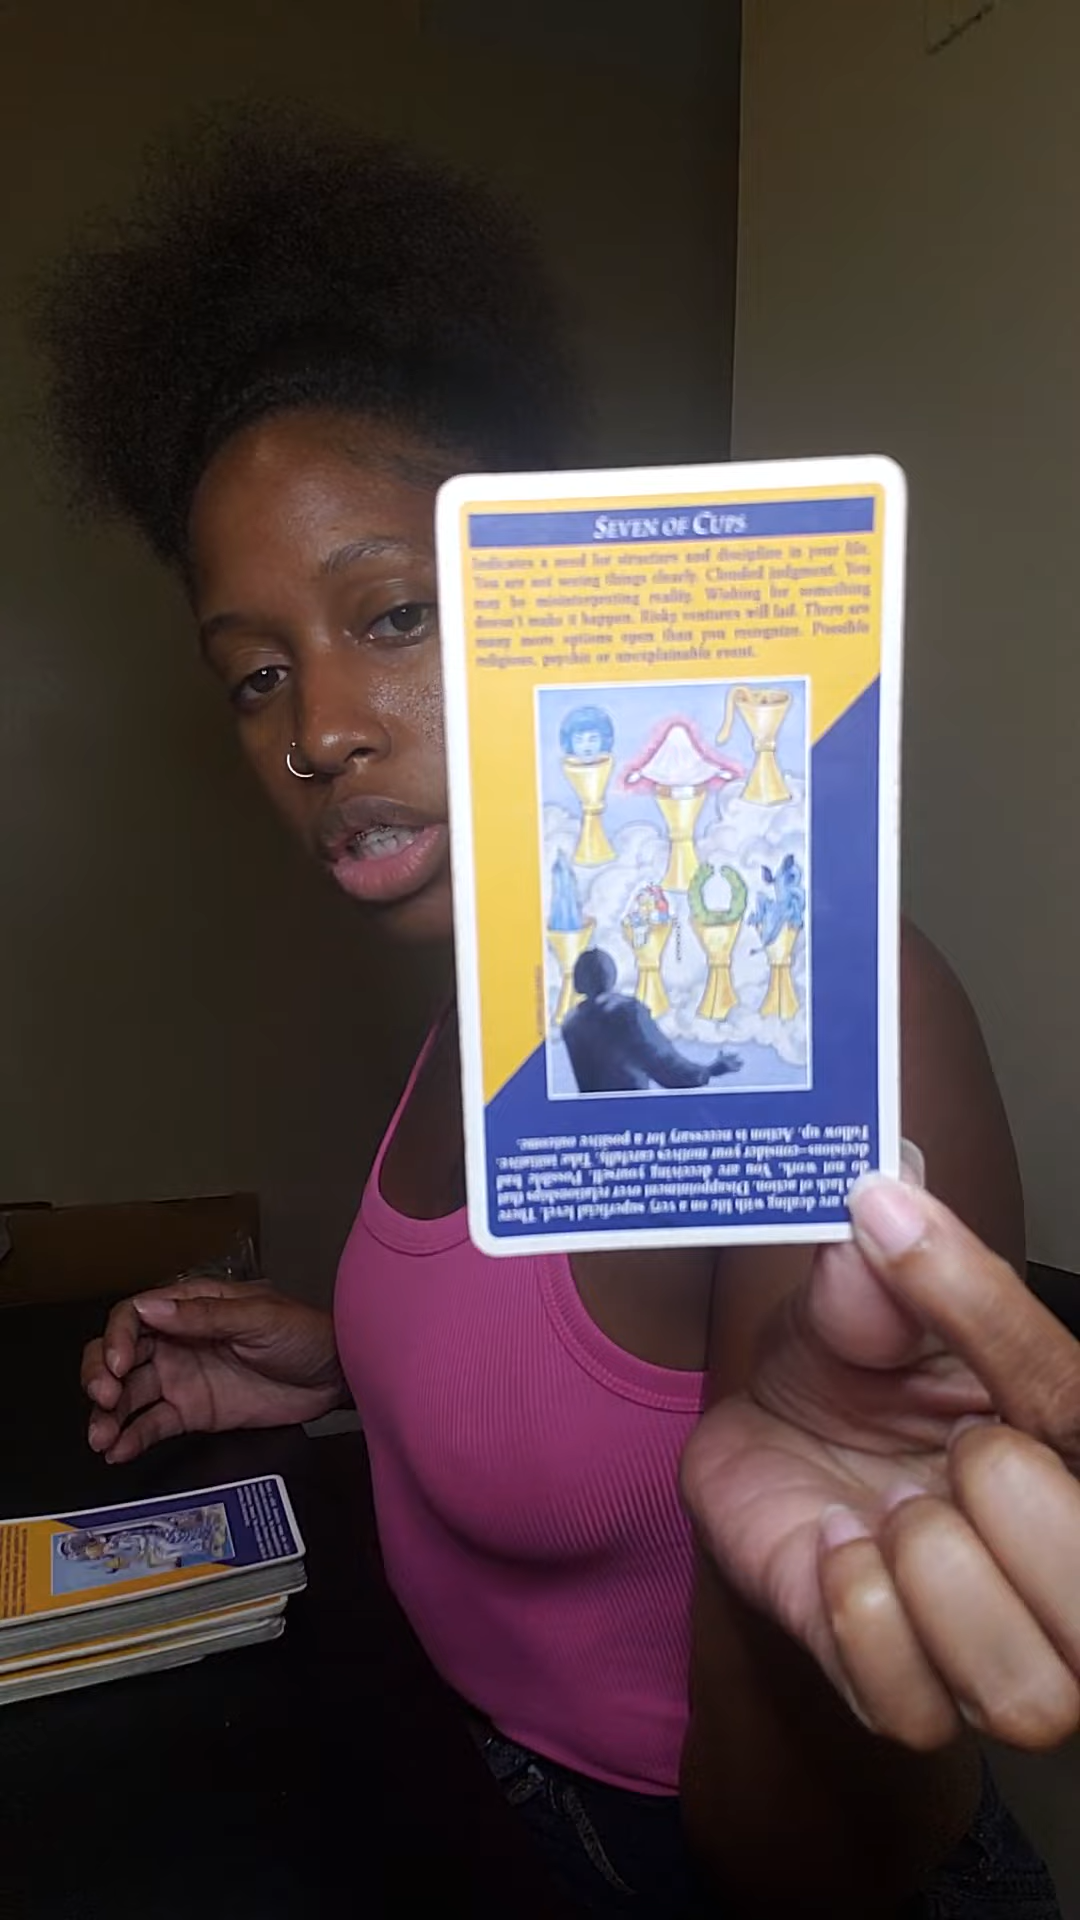 SEVEN OF CUPS
Indicates a need for structure and discipline in your life.
You are not seeing things clearly. Clouded judgment. You
may be misinterpreting reality. Wishing for something
doesn't make it happen. Risky ventures will fail. There are
many more options open than you recognize. Possible
religious, psychic or unexplainable event.
are dealing with life on a very superficial level. There
a lack of action. Disappointment over relationships that
do not work. You are deceiving yourself. Possible bad
decisions—consider your motives carefully. Take initiative.
Follow up. Action is necessary for a positive outcome.